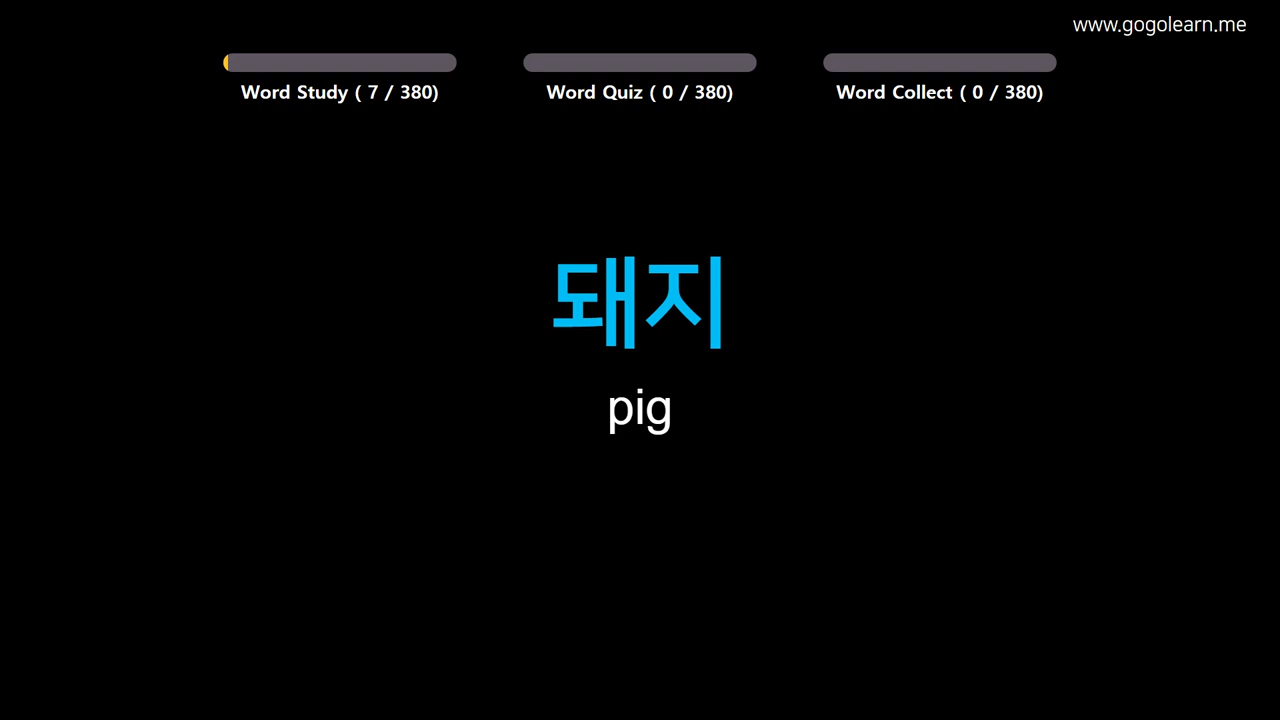 www.gogolearn.me
Word Study ( 7 / 380)
Word Quiz ( 0 / 380)
Word Collect ( 0 / 380)
돼지
pig